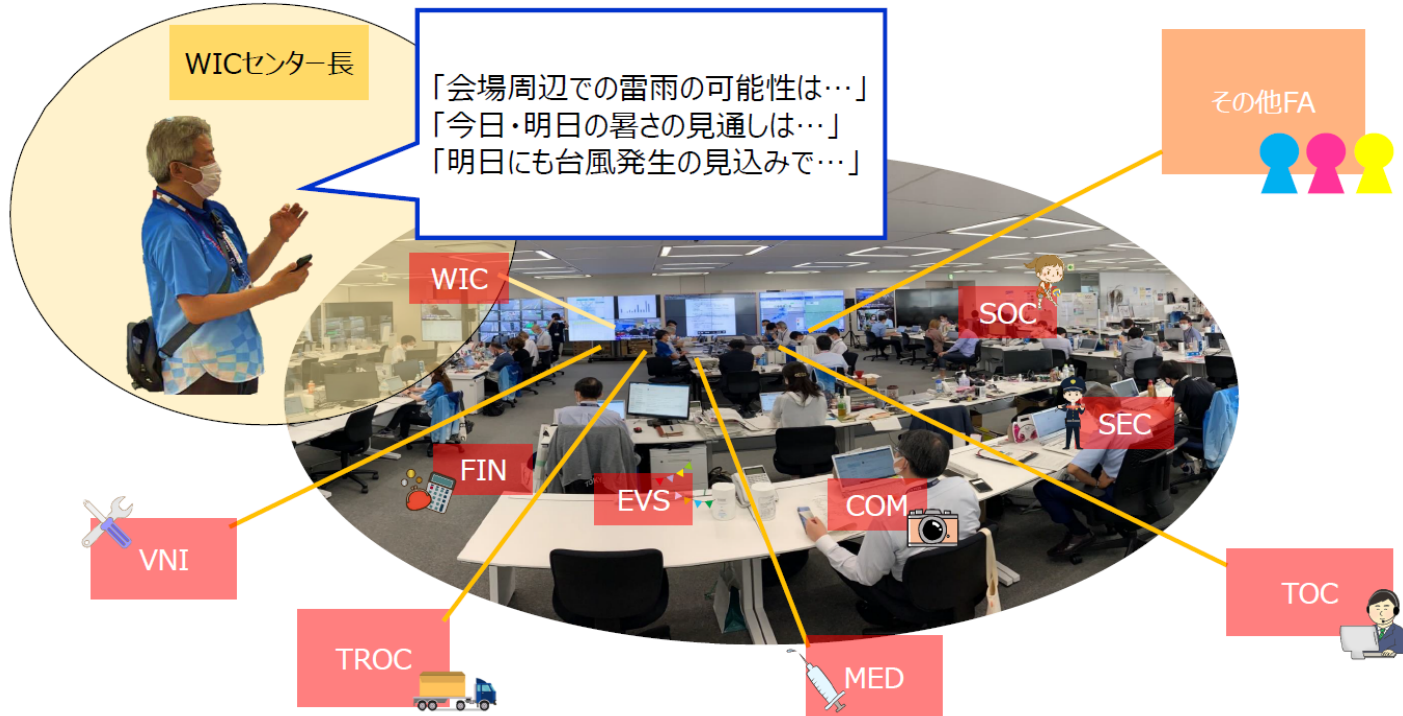 WICセンター長
「会場周辺での雷雨の可能性は…」
「今日・明日の暑さの見通しは…」
「明日にも台風発生の見込みで…」
その他FA
WIC
SOC
SEC
FIN
EVS
COM
VNI
TOC
TROC
MED